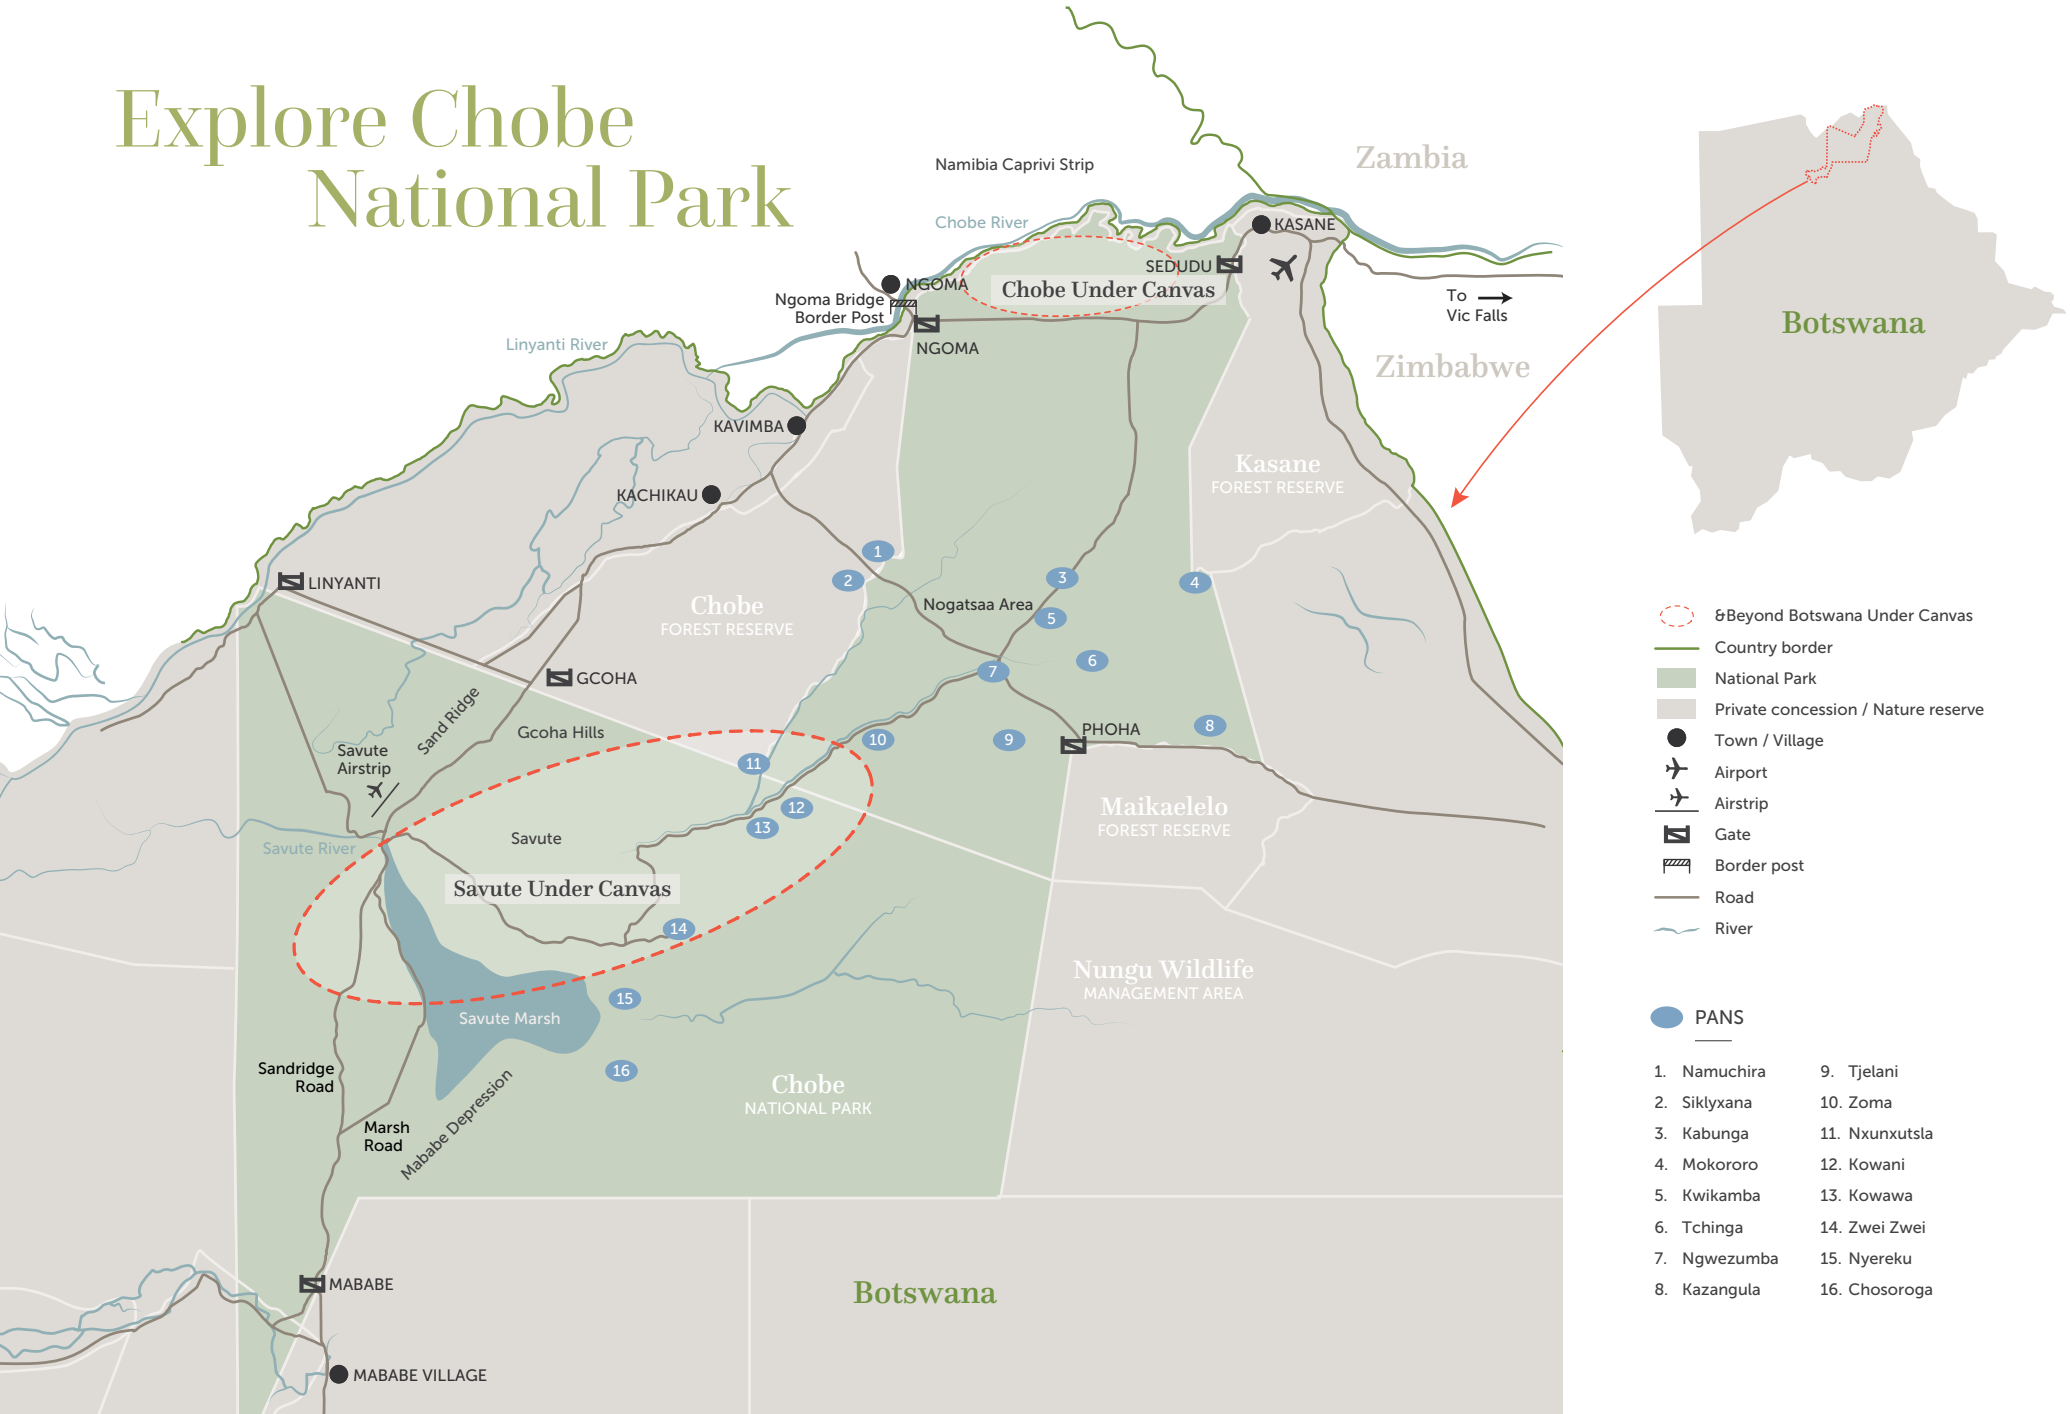 Explore Chobe
National Park
Namibia Caprivi Strip
Zambia
Chobe River
KASANE
SEDUDU
Chobe Under Canvas
NGOMA
Ngoma Bridge
Border Post
NGOMA
To
Vic Falls
Zimbabwe
Botswana
Linyanti River
KAVIMBA
KACHIKAU
Kasane
FOREST RESERVE
LINYANTI
1
2
3
4
5
6
7
8
9
10
11
12
13
14
15
16
Chobe
FOREST RESERVE
Nogatsaa Area
GCOHA
Sand Ridge
Gcoha Hills
PHOHA
Savute
Airstrip
Savute River
Savute
Savute Under Canvas
Maikaelelo
FOREST RESERVE
Nungu Wildlife
MANAGEMENT AREA
Savute Marsh
Sandridge
Road
Marsh
Road
Mababe Depression
Chobe
NATIONAL PARK
MABABE
Botswana
MABABE VILLAGE
&Beyond Botswana Under Canvas
Country border
National Park
Private concession / Nature reserve
Town / Village
Airport
Airstrip
Gate
Border post
Road
River
PANS
1. Namuchira
2. Siklyxana
3. Kabunga
4. Mokororo
5. Kwikamba
6. Tchinga
7. Ngwezumba
8. Kazangula
9. Tjelani
10. Zoma
11. Nxunxutsla
12. Kowani
13. Kowawa
14. Zwei Zwei
15. Nyereku
16. Chosoroga